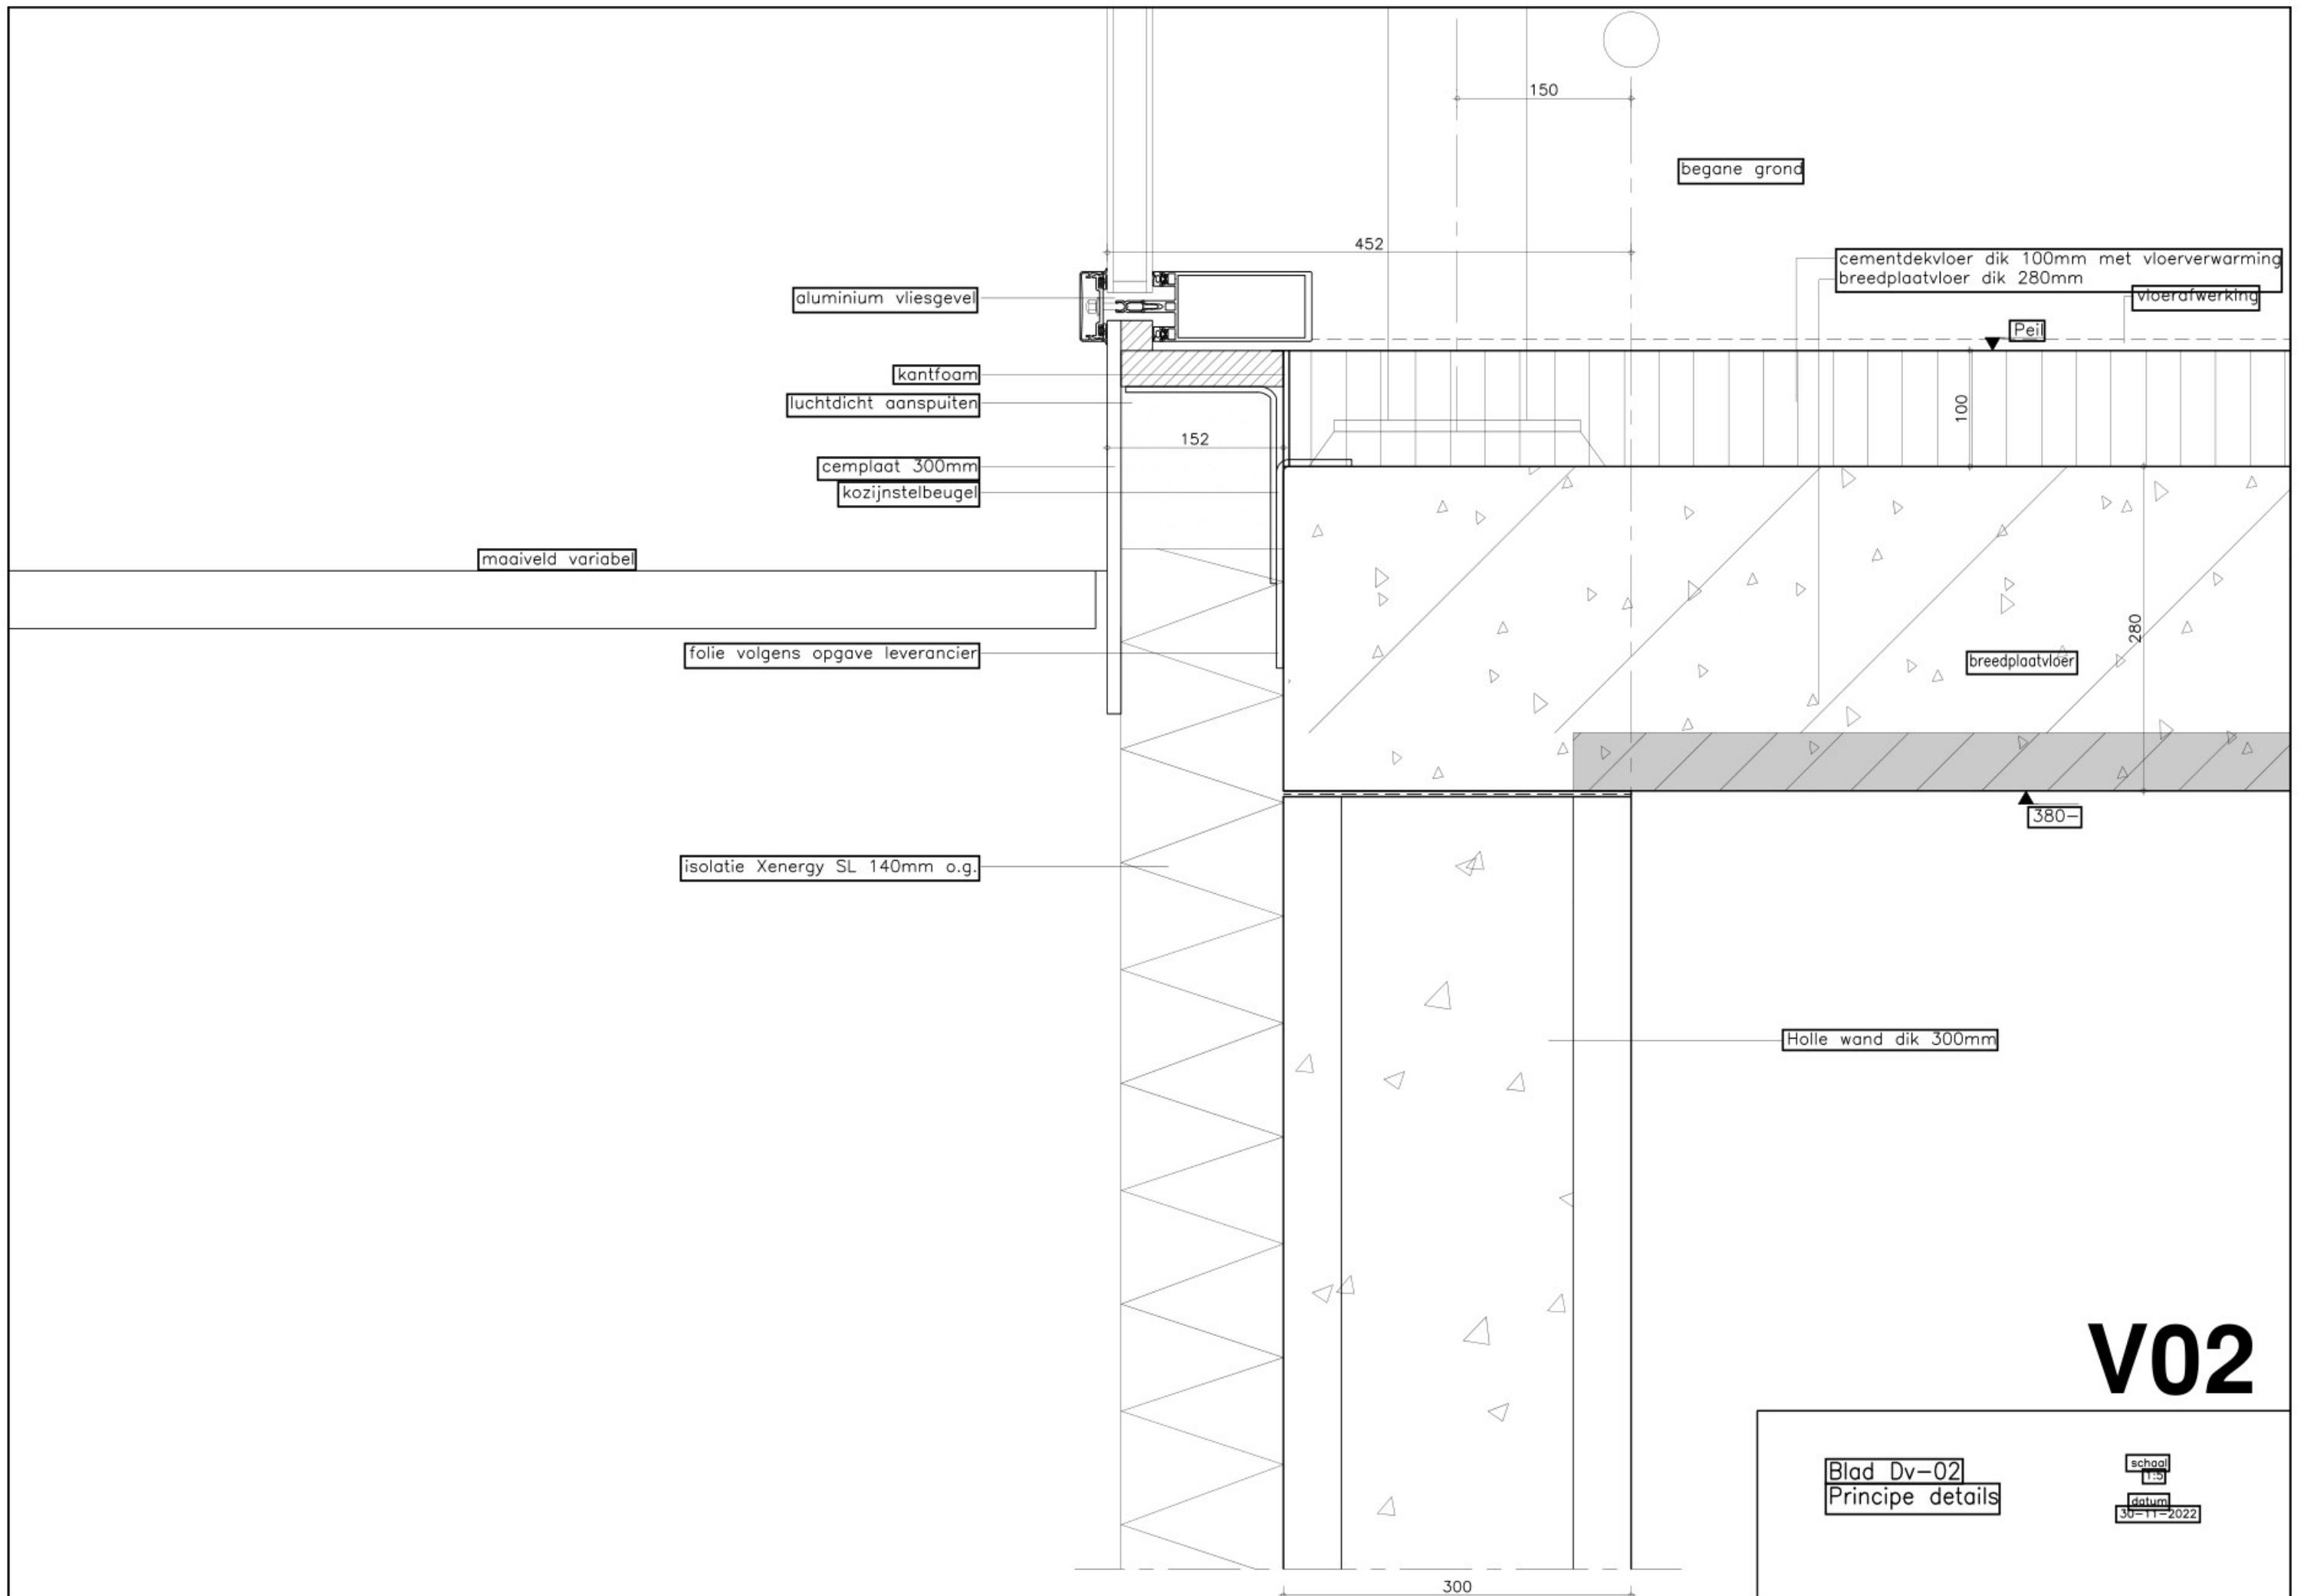 150
begane grond
452
cementdekvloer dik 100mm met vloerverwarming
breedplaatvloer dik 280mm
aluminium vliesgevel
vloerafwerking
Peil
kantfoam
luchtdicht aanspuiten
100
152
cemplaat 300mm
kozijnstelbeugel
maaiveld variabel
280
folie volgens opgave leverancier
breedplaatvloer
380-
isolatie Xenergy SL 140mm o.g.
Holle wand dik 300mm
V02
Blad Dv-02
Principe details
schaal
1:5
datum
30-11-2022
300